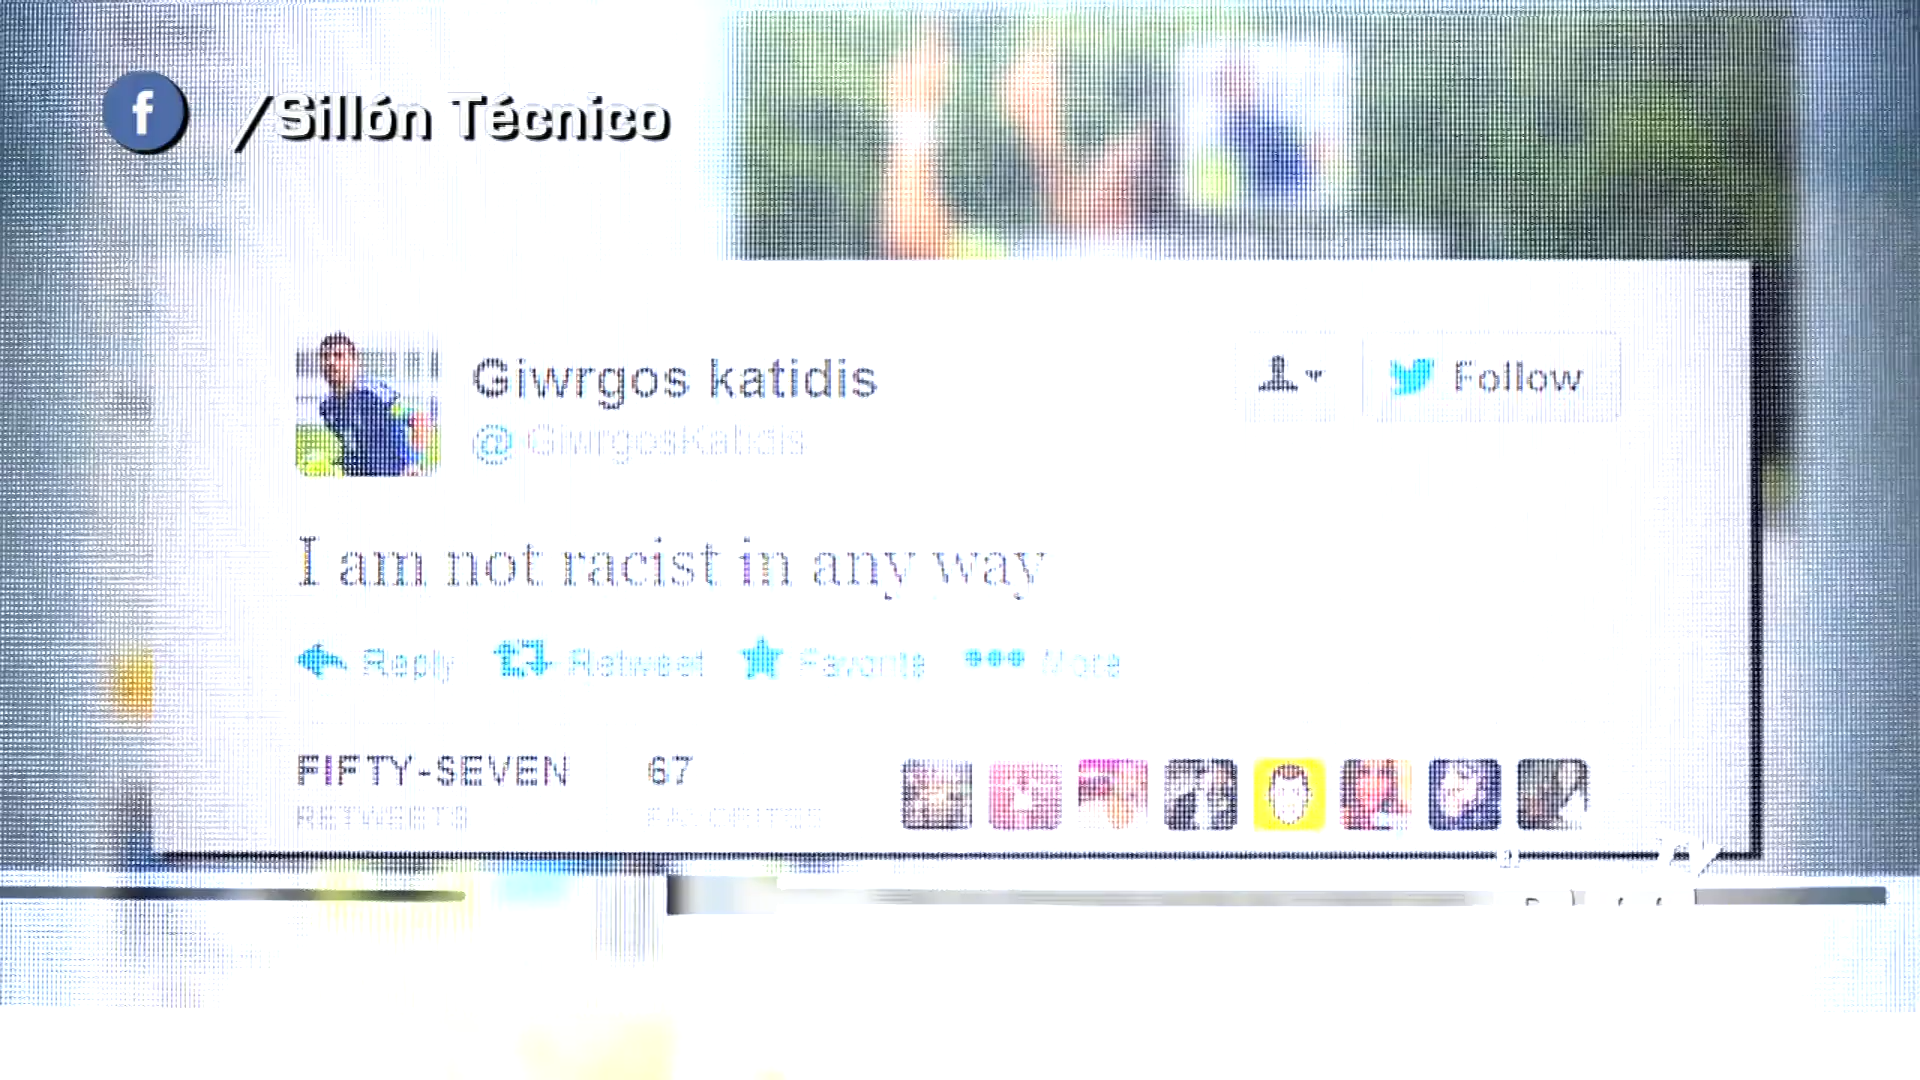 f /Sillón Técnico
Giwrgos katidis
@GiwrgosKatidis
Follow
I am not racist in any way
Reply Retweet Favorite More
FIFTY-SEVEN 67
RETWEETS FAVORITES